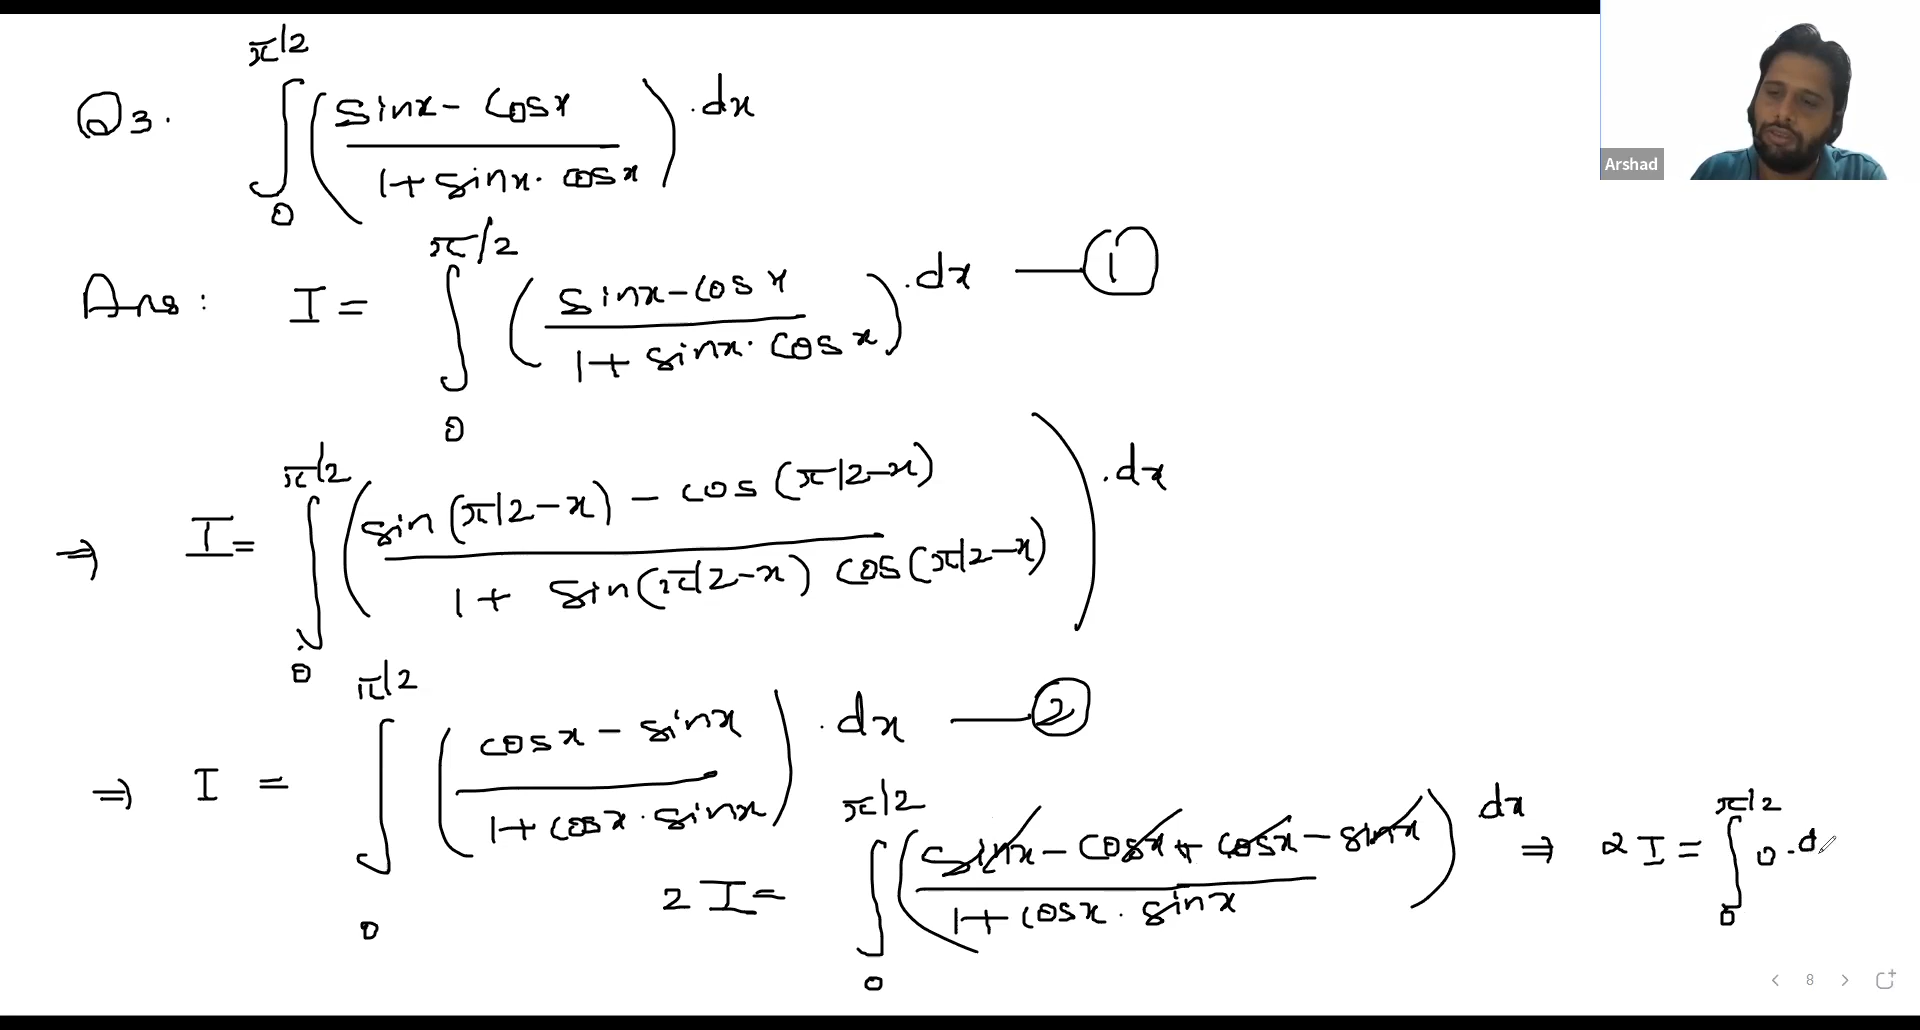 Q3. ∫₀^(π/2) ((sinx - cosx) / (1 + sinx · cosx)) · dx
Arshad
Ans: I = ∫₀^(π/2) ((sinx - cosx) / (1 + sinx · cosx)) · dx — ①
⇒ I = ∫₀^(π/2) ((sin(π/2 - x) - cos(π/2 - x)) / (1 + sin(π/2 - x) cos(π/2 - x))) · dx
⇒ I = ∫₀^(π/2) ((cosx - sinx) / (1 + cosx · sinx)) · dx — ②
2I = ∫₀^(π/2) ((sinx - cosx + cosx - sinx) / (1 + cosx · sinx)) dx ⇒ 2I = ∫₀^(π/2) 0 · d
8